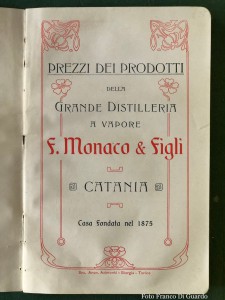 PREZZI DEI PRODOTTI
DELLA
GRANDE DISTILLERIA
A VAPORE
F. Monaco & Figli
CATANIA
Casa Fondata nel 1875
Foto Franco Di Guardo